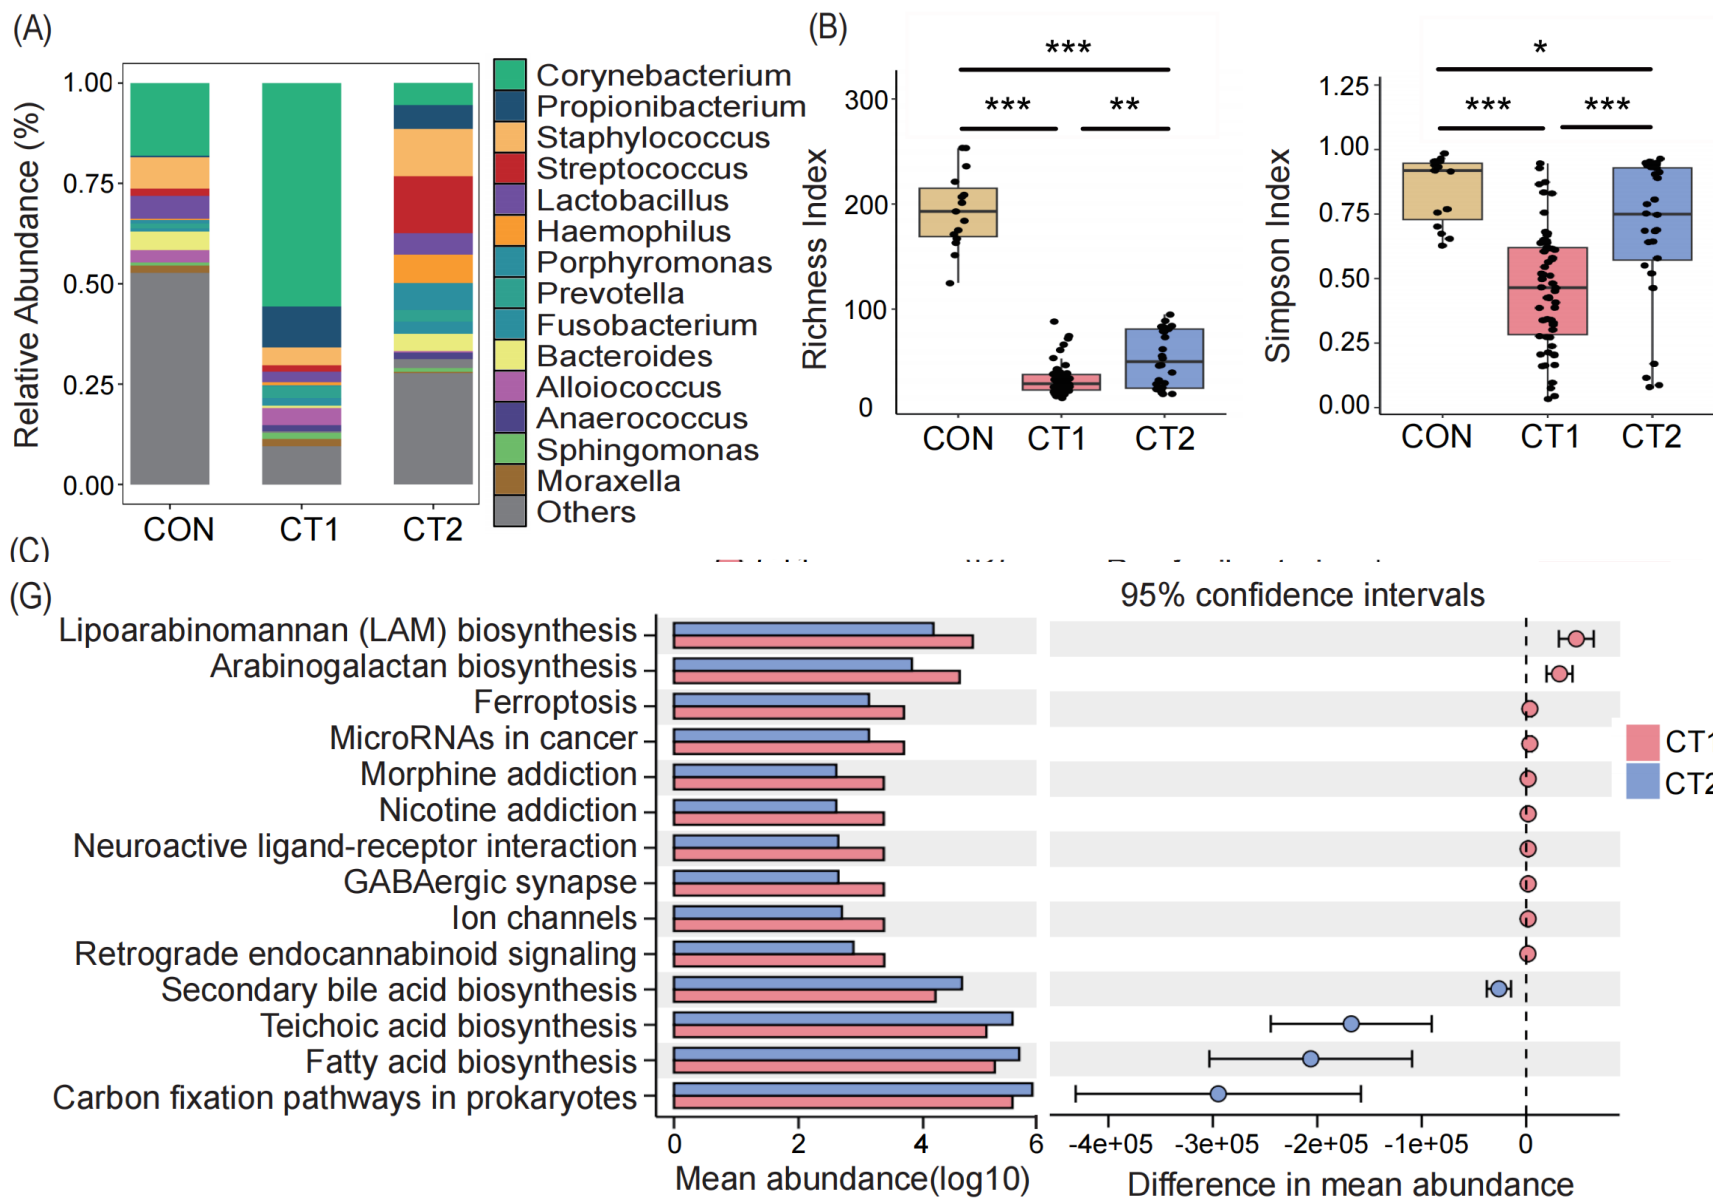 (A)
Relative Abundance (%)
1.00
0.75
0.50
0.25
0.00
CON
CT1
CT2
Corynebacterium
Propionibacterium
Staphylococcus
Streptococcus
Lactobacillus
Haemophilus
Porphyromonas
Prevotella
Fusobacterium
Bacteroides
Alloiococcus
Anaerococcus
Sphingomonas
Moraxella
Others
(B)
Richness Index
300
200
100
0
***
***
**
CON
CT1
CT2
Simpson Index
1.25
1.00
0.75
0.50
0.25
0.00
*
***
***
CON
CT1
CT2
(C)
(G)
95% confidence intervals
Lipoarabinomannan (LAM) biosynthesis
Arabinogalactan biosynthesis
Ferroptosis
MicroRNAs in cancer
Morphine addiction
Nicotine addiction
Neuroactive ligand-receptor interaction
GABAergic synapse
Ion channels
Retrograde endocannabinoid signaling
Secondary bile acid biosynthesis
Teichoic acid biosynthesis
Fatty acid biosynthesis
Carbon fixation pathways in prokaryotes
0
2
4
6
Mean abundance(log10)
-4e+05
-3e+05
-2e+05
-1e+05
0
Difference in mean abundance
CT1
CT2